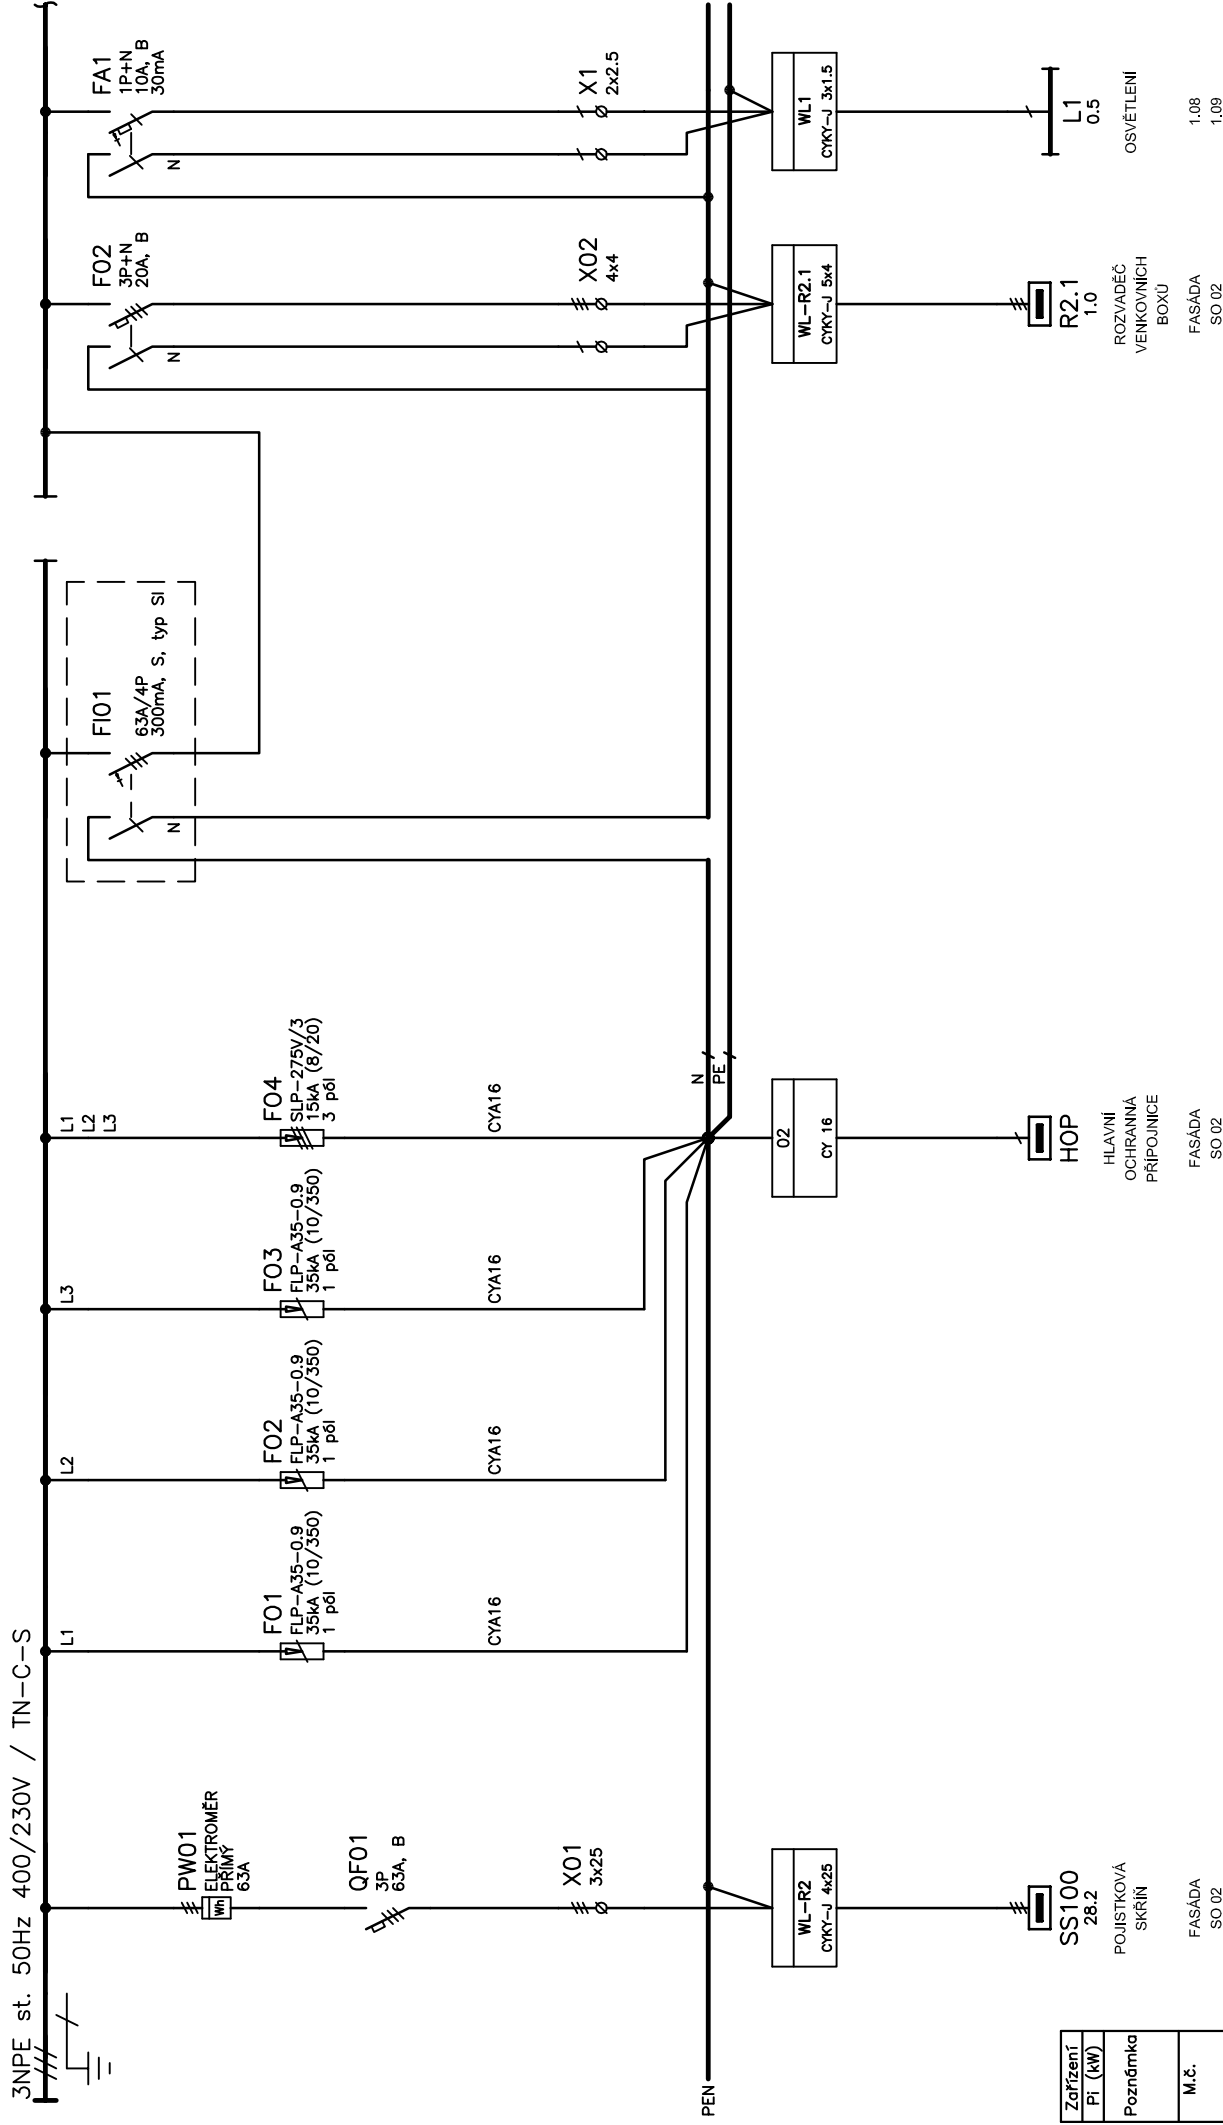 3NPE st. 50Hz 400/230V / TN-C-S
PW01
ELEKTROMĚR
PŘÍMÝ
63A
Wh
QF01
3P
63A, B
X01
3x25
PEN
WL-R2
CYKY-J 4x25
SS100
28.2
POJISTKOVÁ
SKŘÍŇ
FASÁDA
SO 02
L1
FO1
FLP-A35-0.9
35kA (10/350)
1 pól
CYA16
L2
FO2
FLP-A35-0.9
35kA (10/350)
1 pól
CYA16
L3
FO3
FLP-A35-0.9
35kA (10/350)
1 pól
CYA16
L1
L2
L3
FO4
SLP-275V/3
15kA (8/20)
3 pól
CYA16
N
PE
02
CY 16
HOP
HLAVNÍ
OCHRANNÁ
PŘÍPOJNICE
FASÁDA
SO 02
FI01
63A/4P
300mA, S, typ SI
N
F02
3P+N
20A, B
N
X02
4x4
WL-R2.1
CYKY-J 5x4
R2.1
1.0
ROZVADĚČ
VENKOVNÍCH
BOXŮ
FASÁDA
SO 02
FA1
1P+N
10A, B
30mA
N
X1
2x2.5
WL1
CYKY-J 3x1.5
L1
0.5
OSVĚTLENÍ
1.08
1.09
Zařízení
Pi (kW)
Poznámka
M.č.